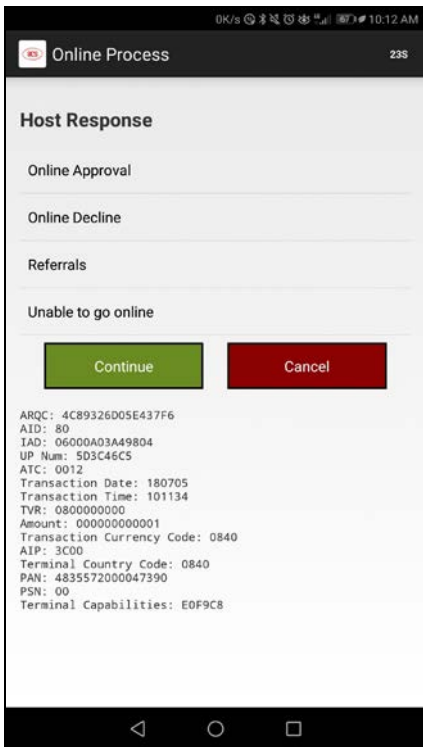 0K/s 67 10:12 AM
ACS Online Process 23S
Host Response
Online Approval
Online Decline
Referrals
Unable to go online
Continue Cancel
ARQC: 4C89326D05E437F6
AID: 80
IAD: 06000A03A49804
UP Num: 5D3C46C5
ATC: 0012
Transaction Date: 180705
Transaction Time: 101134
TVR: 0800000000
Amount: 000000000001
Transaction Currency Code: 0840
AIP: 3C00
Terminal Country Code: 0840
PAN: 4835572000047390
PSN: 00
Terminal Capabilities: E0F9C8